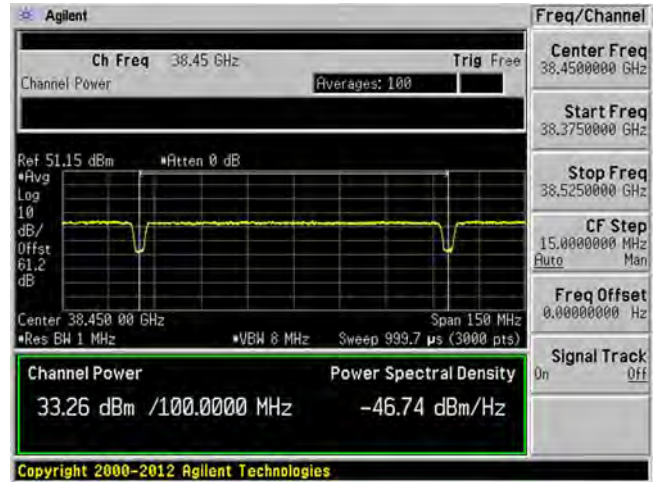 Agilent
Freq/Channel
Ch Freq 38.45 GHz Trig Free
Channel Power Averages: 100
Center Freq
38.4500000 GHz
Start Freq
38.3750000 GHz
Ref 51.15 dBm *Atten 0 dB
*Avg
Log
10
dB/
Offst
61.2
dB
Stop Freq
38.5250000 GHz
CF Step
15.0000000 MHz
Auto Man
Freq Offset
0.00000000 Hz
Center 38.450 00 GHz Span 150 MHz
*Res BW 1 MHz *VBW 8 MHz Sweep 999.7 µs (3000 pts)
Signal Track
On Off
Channel Power Power Spectral Density
33.26 dBm /100.0000 MHz -46.74 dBm/Hz
Copyright 2000-2012 Agilent Technologies